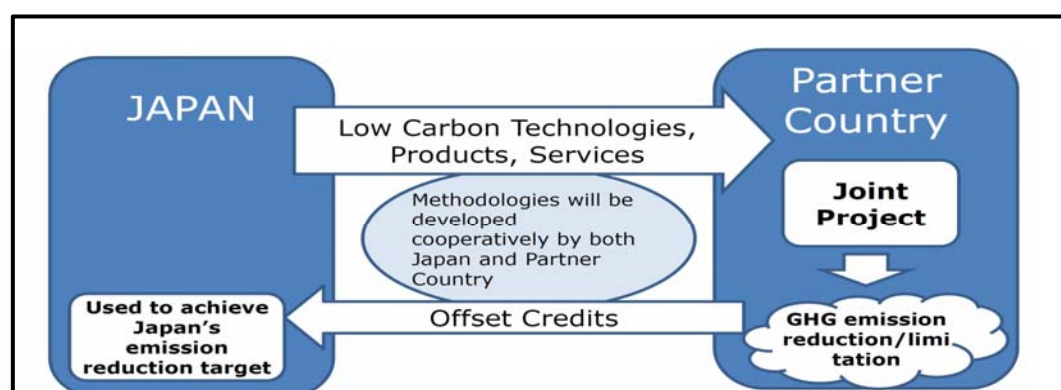 JAPAN
Partner
Country
Low Carbon Technologies,
Products, Services
Methodologies will be
developed
cooperatively by both
Japan and Partner
Country
Joint
Project
Used to achieve
Japan's
emission
reduction target
Offset Credits
GHG emission
reduction/limi
tation